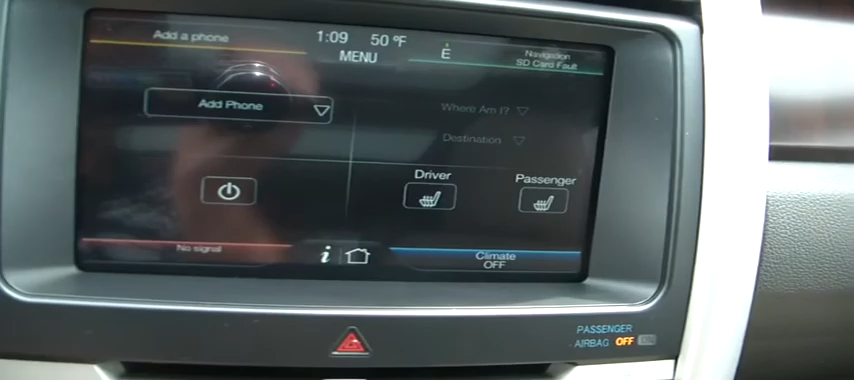 Add a phone
1:09 50 °F
MENU
E
Navigation
SD Card Fault
Add Phone
Where Am I?
Destination
Driver
Passenger
No signal
i
Climate
OFF
PASSENGER
AIRBAG OFF